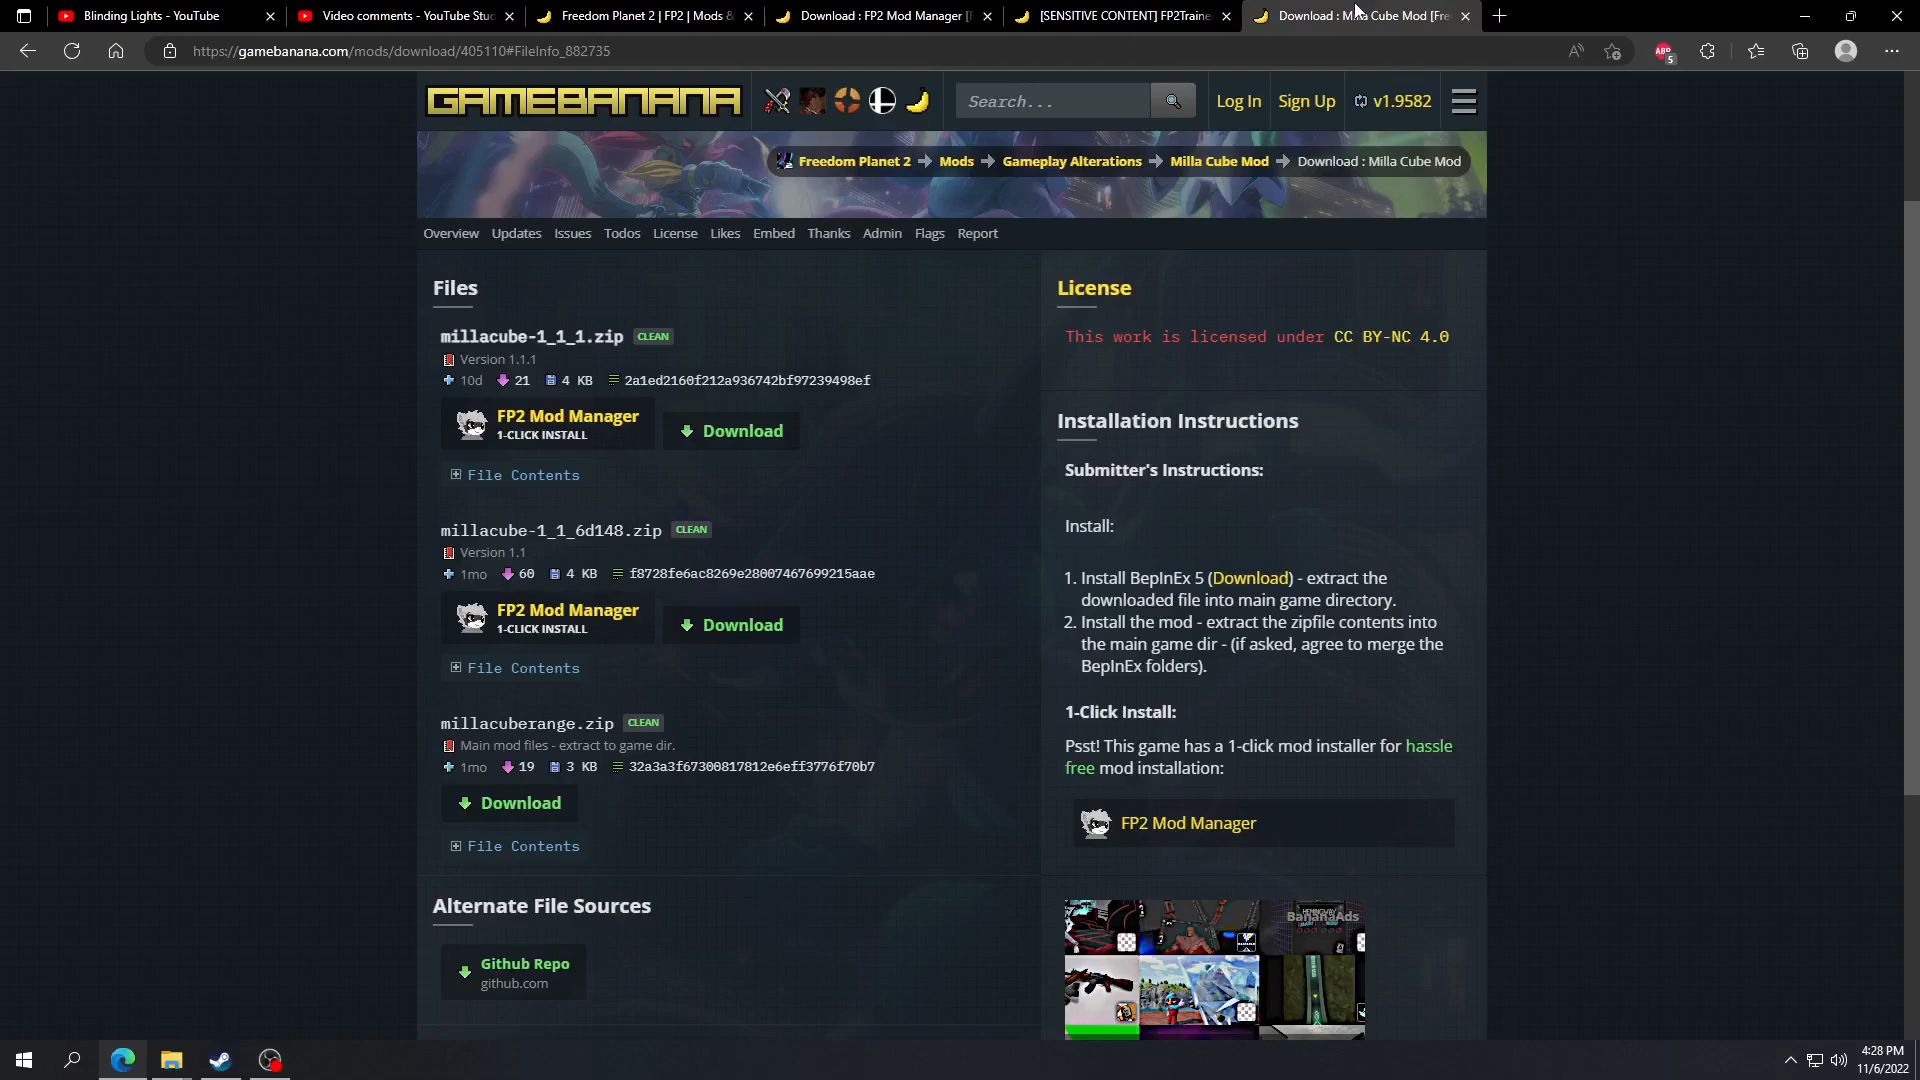 Blinding Lights - YouTube
Video comments - YouTube Stu
Freedom Planet 2 | FP2 | Mods &
Download : FP2 Mod Manager [F
[SENSITIVE CONTENT] FP2Traine
Download : Milla Cube Mod [Fre
https://gamebanana.com/mods/download/405110#FileInfo_882735
ABP
5
GAMEBANANA
Search...
Log In
Sign Up
v1.9582
Freedom Planet 2
Mods
Gameplay Alterations
Milla Cube Mod
Download : Milla Cube Mod
Overview
Updates
Issues
Todos
License
Likes
Embed
Thanks
Admin
Flags
Report
Files
millacube-1_1_1.zip CLEAN
Version 1.1.1
10d 21 4 KB 2a1ed2160f212a936742bf97239498ef
FP2 Mod Manager
1-CLICK INSTALL
Download
File Contents
millacube-1_1_6d148.zip CLEAN
Version 1.1
1mo 60 4 KB f8728fe6ac8269e28007467699215aae
FP2 Mod Manager
1-CLICK INSTALL
Download
File Contents
millacuberange.zip CLEAN
Main mod files - extract to game dir.
1mo 19 3 KB 32a3a3f67300817812e6eff3776f70b7
Download
File Contents
Alternate File Sources
Github Repo
github.com
License
This work is licensed under CC BY-NC 4.0
Installation Instructions
Submitter's Instructions:
Install:
1. Install BepInEx 5 (Download) - extract the
downloaded file into main game directory.
2. Install the mod - extract the zipfile contents into
the main game dir - (if asked, agree to merge the
BepInEx folders).
1-Click Install:
Psst! This game has a 1-click mod installer for hassle
free mod installation:
FP2 Mod Manager
BananaAds
4:28 PM
11/6/2022